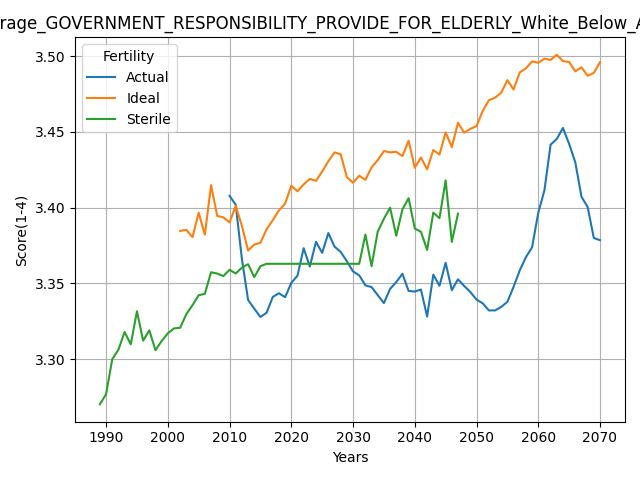 rage_GOVERNMENT_RESPONSIBILITY_PROVIDE_FOR_ELDERLY_White_Below_A
Fertility
Actual
Ideal
Sterile
3.50
3.45
3.40
3.35
3.30
Score(1-4)
1990 2000 2010 2020 2030 2040 2050 2060 2070
Years